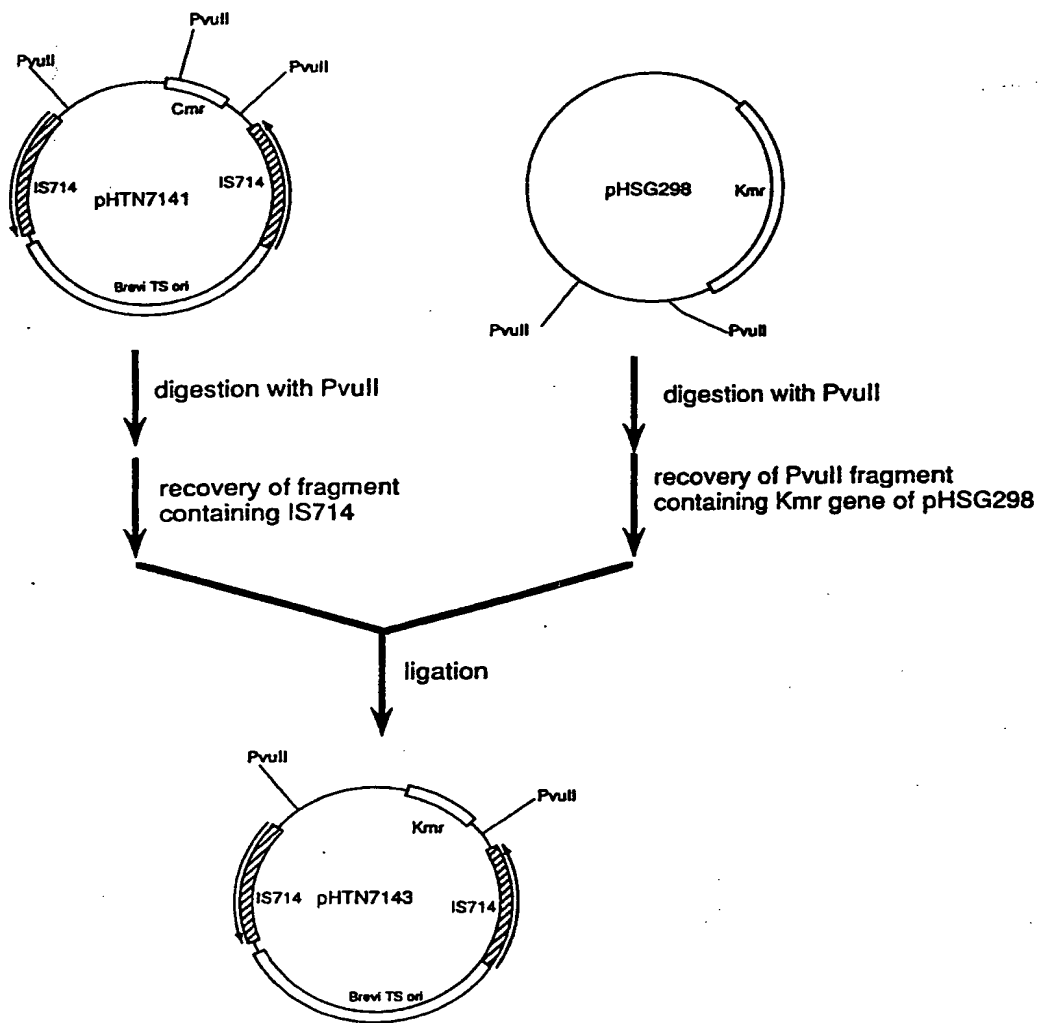 PvuII
PvuII
PvuII
Cmr
IS714
IS714
pHTN7141
Brevi TS ori
pHSG298
Kmr
PvuII
PvuII
digestion with PvuII
digestion with PvuII
recovery of fragment
containing IS714
recovery of PvuII fragment
containing Kmr gene of pHSG298
ligation
PvuII
PvuII
Kmr
IS714
pHTN7143
IS714
Brevi TS ori